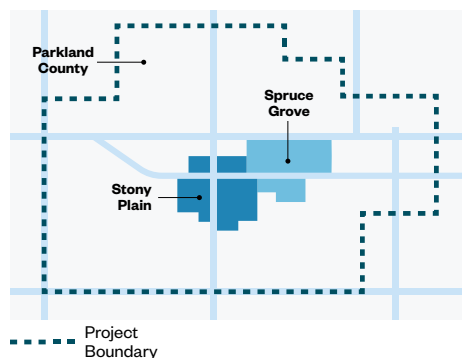 Parkland
County
Spruce
Grove
Stony
Plain
Project
Boundary